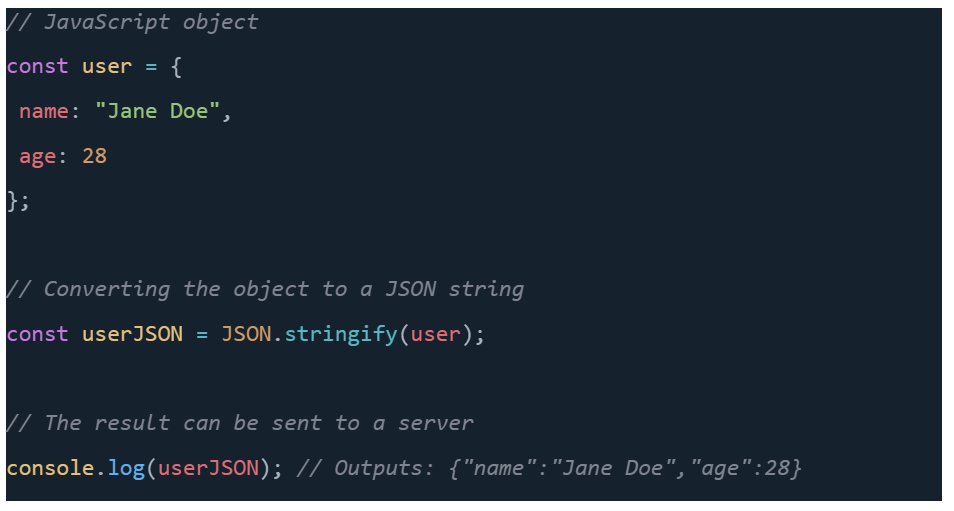 // JavaScript object
const user = {
 name: "Jane Doe",
 age: 28
};
// Converting the object to a JSON string
const userJSON = JSON.stringify(user);
// The result can be sent to a server
console.log(userJSON); // Outputs: {"name":"Jane Doe","age":28}